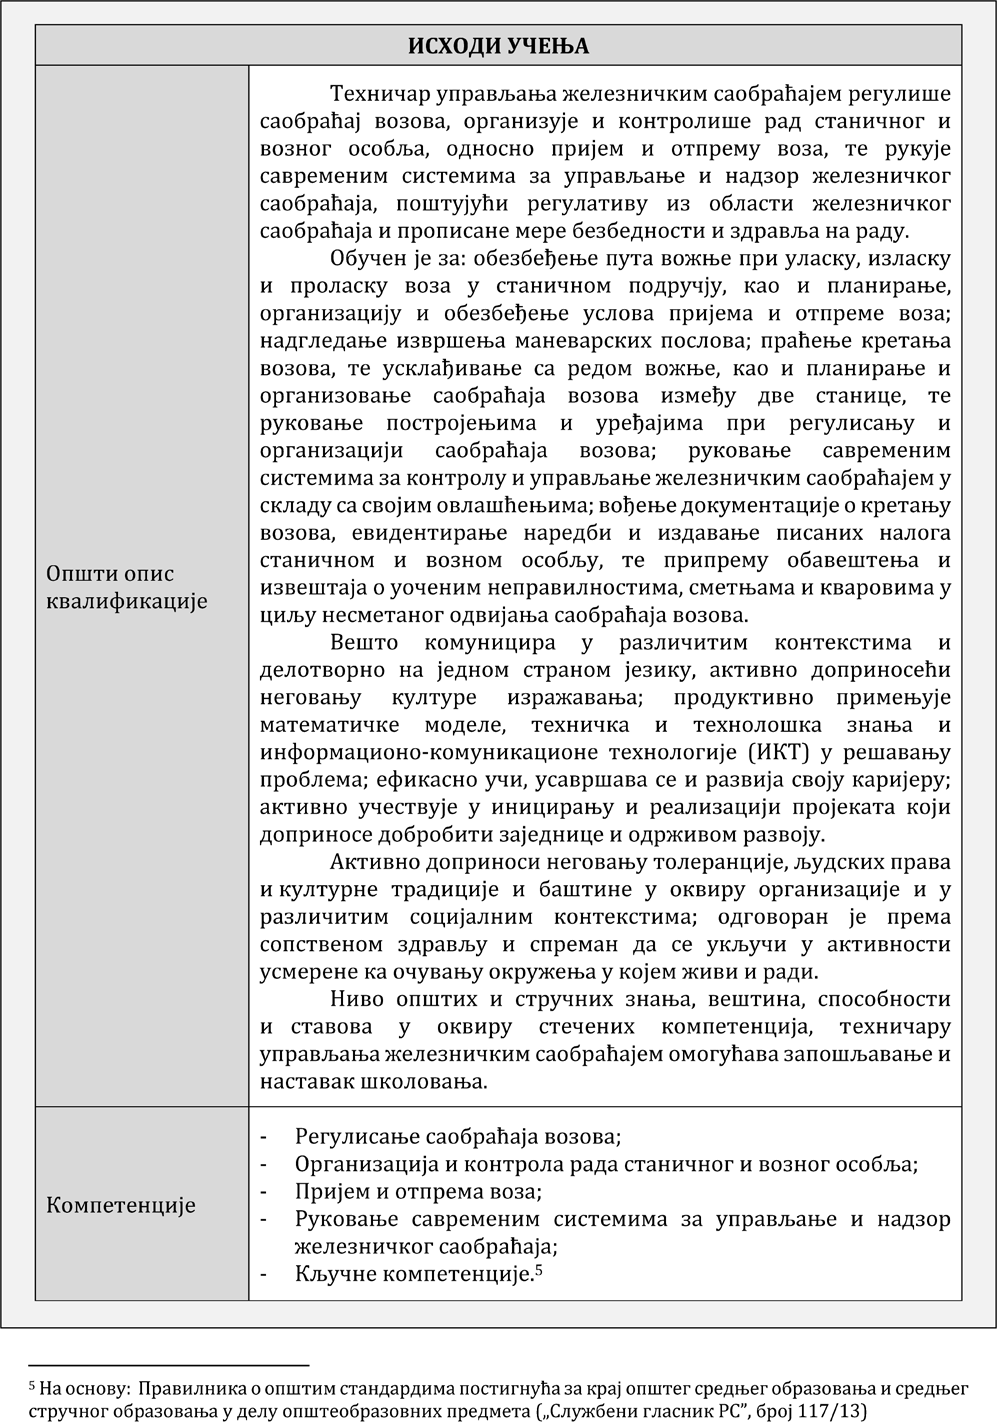 ИСХОДИ УЧЕЊА
Општи опис
квалификације
Техничар управљања железничким саобраћајем регулише
саобраћај возова, организује и контролише рад станичног и
возног особља, односно пријем и отпрему воза, те рукује
савременим системима за управљање и надзор железничког
саобраћаја, поштујући регулативу из области железничког
саобраћаја и прописане мере безбедности и здравља на раду.
Обучен је за: обезбеђење пута вожње при уласку, изласку
и проласку воза у станичном подручју, као и планирање,
организацију и обезбеђење услова пријема и отпреме воза;
надгледање извршења маневарских послова; праћење кретања
возова, те усклађивање са редом вожње, као и планирање и
организовање саобраћаја возова између две станице, те
руковање постројењима и уређајима при регулисању и
организацији саобраћаја возова; руковање савременим
системима за контролу и управљање железничким саобраћајем у
складу са својим овлашћењима; вођење документације о кретању
возова, евидентирање наредби и издавање писаних налога
станичном и возном особљу, те припрему обавештења и
извештаја о уоченим неправилностима, сметњама и кваровима у
циљу несметаног одвијања саобраћаја возова.
Вешто комуницира у различитим контекстима и
делотворно на једном страном језику, активно доприносећи
неговању културе изражавања; продуктивно примењује
математичке моделе, техничка и технолошка знања и
информационо-комуникационе технологије (ИКТ) у решавању
проблема; ефикасно учи, усавршава се и развија своју каријеру;
активно учествује у иницирању и реализацији пројеката који
доприносе добробити заједнице и одрживом развоју.
Активно доприноси неговању толеранције, људских права
и културне традиције и баштине у оквиру организације и у
различитим социјалним контекстима; одговоран је према
сопственом здрављу и спреман да се укључи у активности
усмерене ка очувању окружења у којем живи и ради.
Ниво општих и стручних знања, вештина, способности
и ставова у оквиру стечених компетенција, техничару
управљања железничким саобраћајем омогућава запошљавање и
наставак школовања.
Компетенције
- Регулисање саобраћаја возова;
- Организација и контрола рада станичног и возног особља;
- Пријем и отпрема воза;
- Руковање савременим системима за управљање и надзор
железничког саобраћаја;
- Кључне компетенције.⁵
⁵ На основу: Правилника о општим стандардима постигнућа за крај општег средњег образовања и средњег
стручног образовања у делу општеобразовних предмета („Службени гласник РС”, број 117/13)